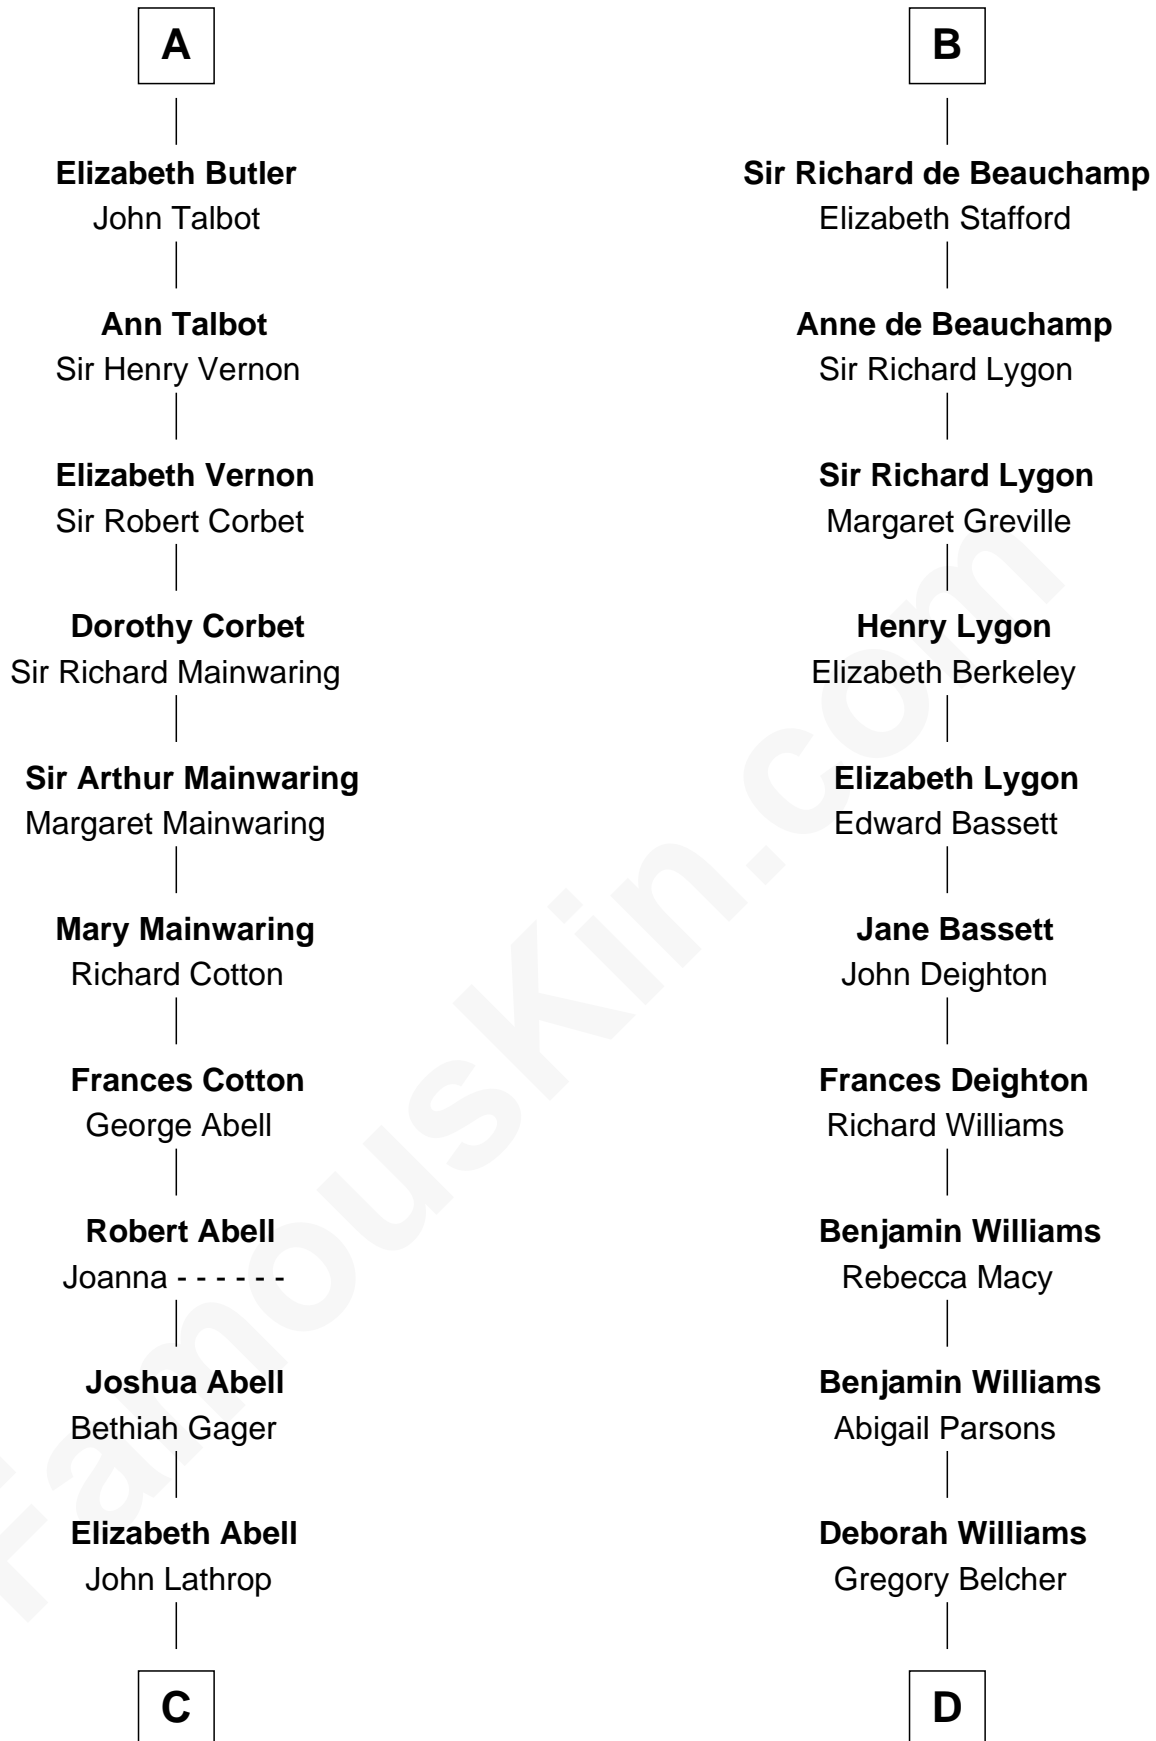 A
Elizabeth Butler
John Talbot
Ann Talbot
Sir Henry Vernon
Elizabeth Vernon
Sir Robert Corbet
Dorothy Corbet
Sir Richard Mainwaring
Sir Arthur Mainwaring
Margaret Mainwaring
Mary Mainwaring
Richard Cotton
Frances Cotton
George Abell
Robert Abell
Joanna - - - - - -
Joshua Abell
Bethiah Gager
Elizabeth Abell
John Lathrop
C
B
Sir Richard de Beauchamp
Elizabeth Stafford
Anne de Beauchamp
Sir Richard Lygon
Sir Richard Lygon
Margaret Greville
Henry Lygon
Elizabeth Berkeley
Elizabeth Lygon
Edward Bassett
Jane Bassett
John Deighton
Frances Deighton
Richard Williams
Benjamin Williams
Rebecca Macy
Benjamin Williams
Abigail Parsons
Deborah Williams
Gregory Belcher
D
FamousKin.com